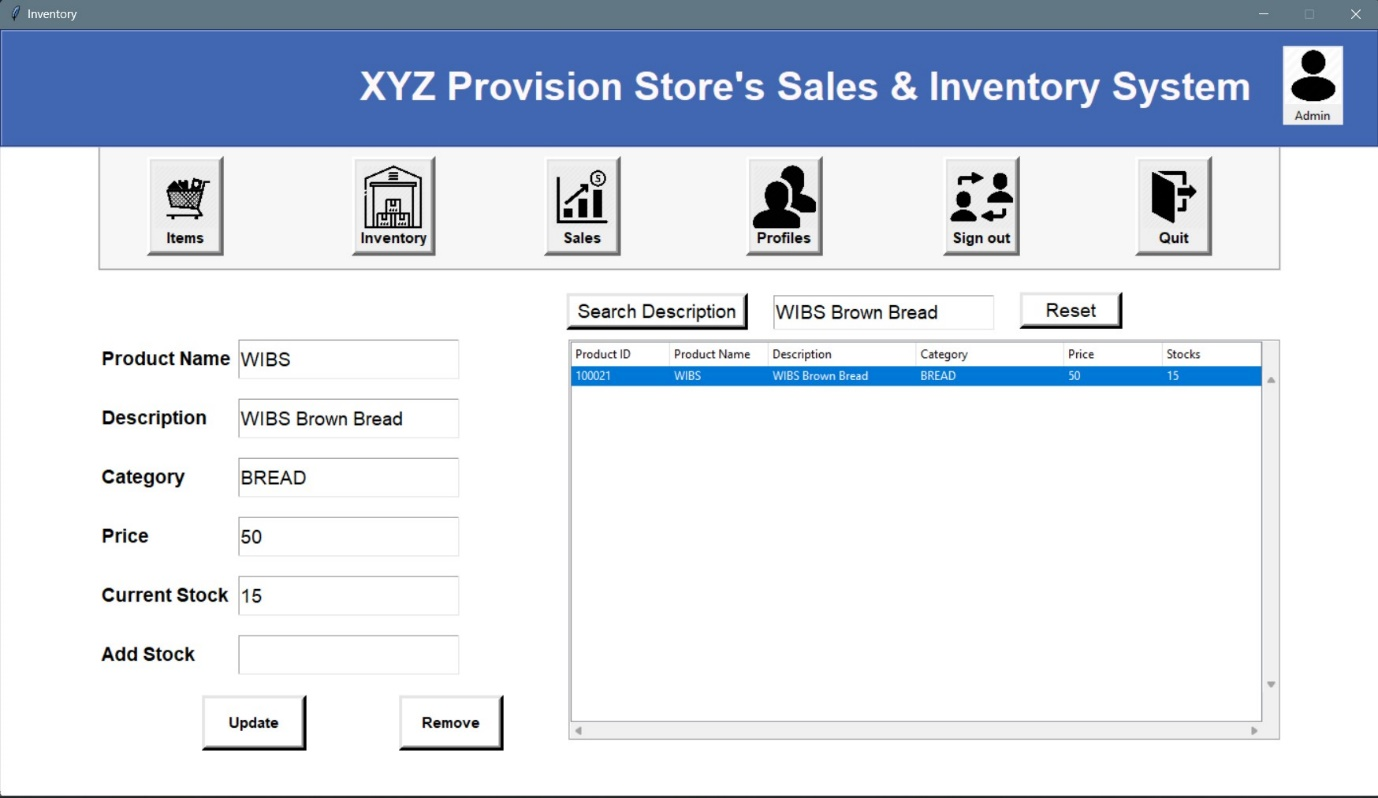 Inventory
XYZ Provision Store's Sales & Inventory System
Admin
Items Inventory Sales Profiles Sign out Quit
Search Description WIBS Brown Bread Reset
Product Name WIBS
Description WIBS Brown Bread
Category BREAD
Price 50
Current Stock 15
Add Stock
Update Remove
Product ID Product Name Description Category Price Stocks
100021 WIBS WIBS Brown Bread BREAD 50 15